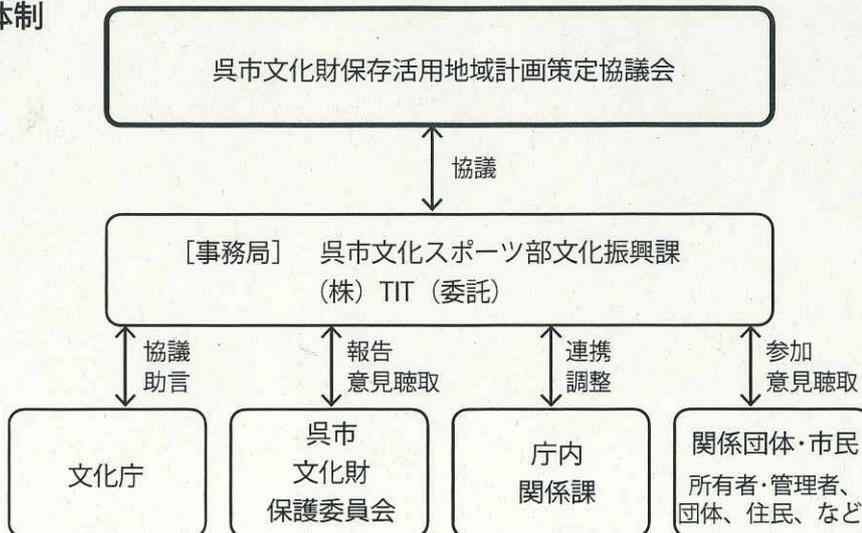 体制
呉市文化財保存活用地域計画策定協議会
協議
［事務局］　呉市文化スポーツ部文化振興課
（株）TIT（委託）
協議
助言
報告
意見聴取
連携
調整
参加
意見聴取
文化庁
呉市
文化財
保護委員会
庁内
関係課
関係団体・市民
所有者・管理者、
団体、住民、など